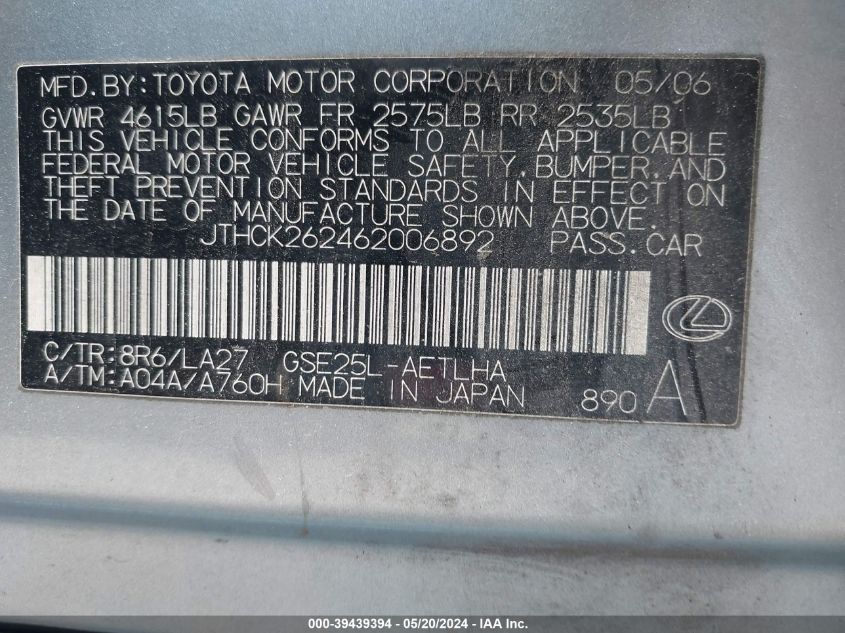 MFD. BY: TOYOTA MOTOR CORPORATION 05/06
GVWR 4615LB GAWR FR 2575LB RR 2535LB
THIS VEHICLE CONFORMS TO ALL APPLICABLE
FEDERAL MOTOR VEHICLE SAFETY, BUMPER, AND
THEFT PREVENTION STANDARDS IN EFFECT ON
THE DATE OF MANUFACTURE SHOWN ABOVE.
JTHCK262462006892 PASS. CAR
C/TR: 8R6/LA27 GSE25L-AETLHA
A/TM: A04A/A760H MADE IN JAPAN 890 A
000-39439394 - 05/20/2024 - IAA Inc.